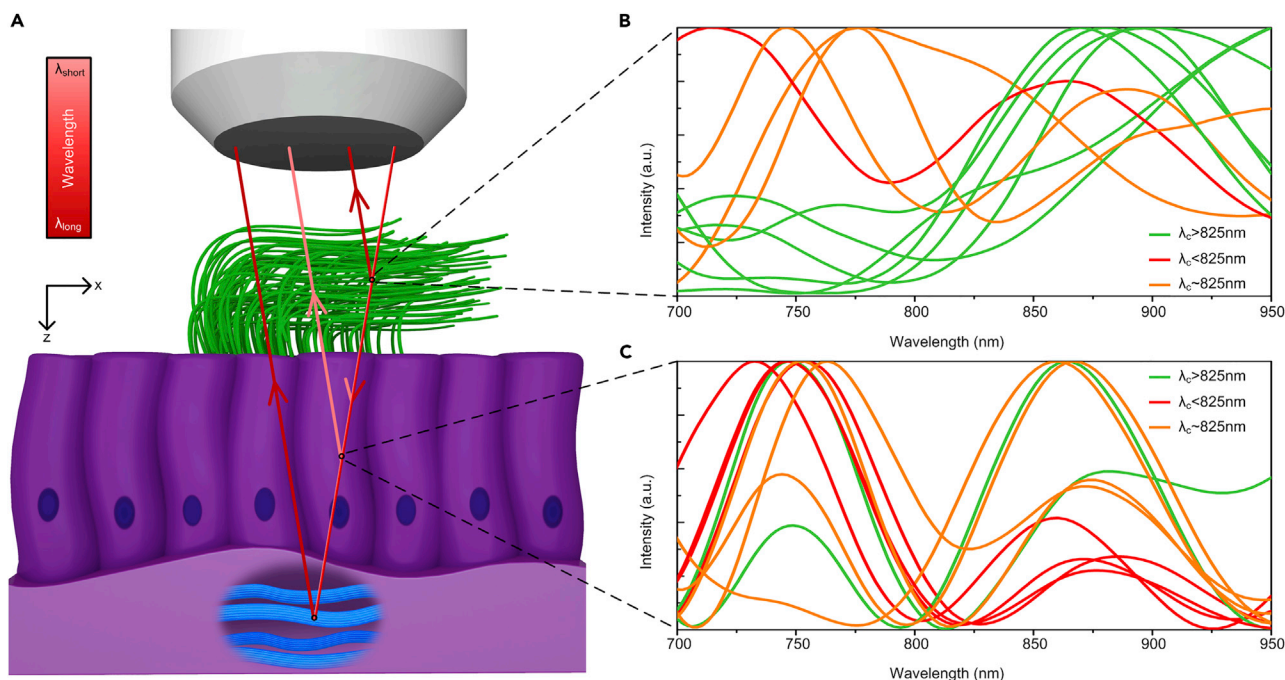 A
λshort
Wavelength
λlong
x
z
B
Intensity (a.u.)
λc>825nm
λc<825nm
λc~825nm
700
750
800
850
900
950
Wavelength (nm)
C
Intensity (a.u.)
λc>825nm
λc<825nm
λc~825nm
700
750
800
850
900
950
Wavelength (nm)